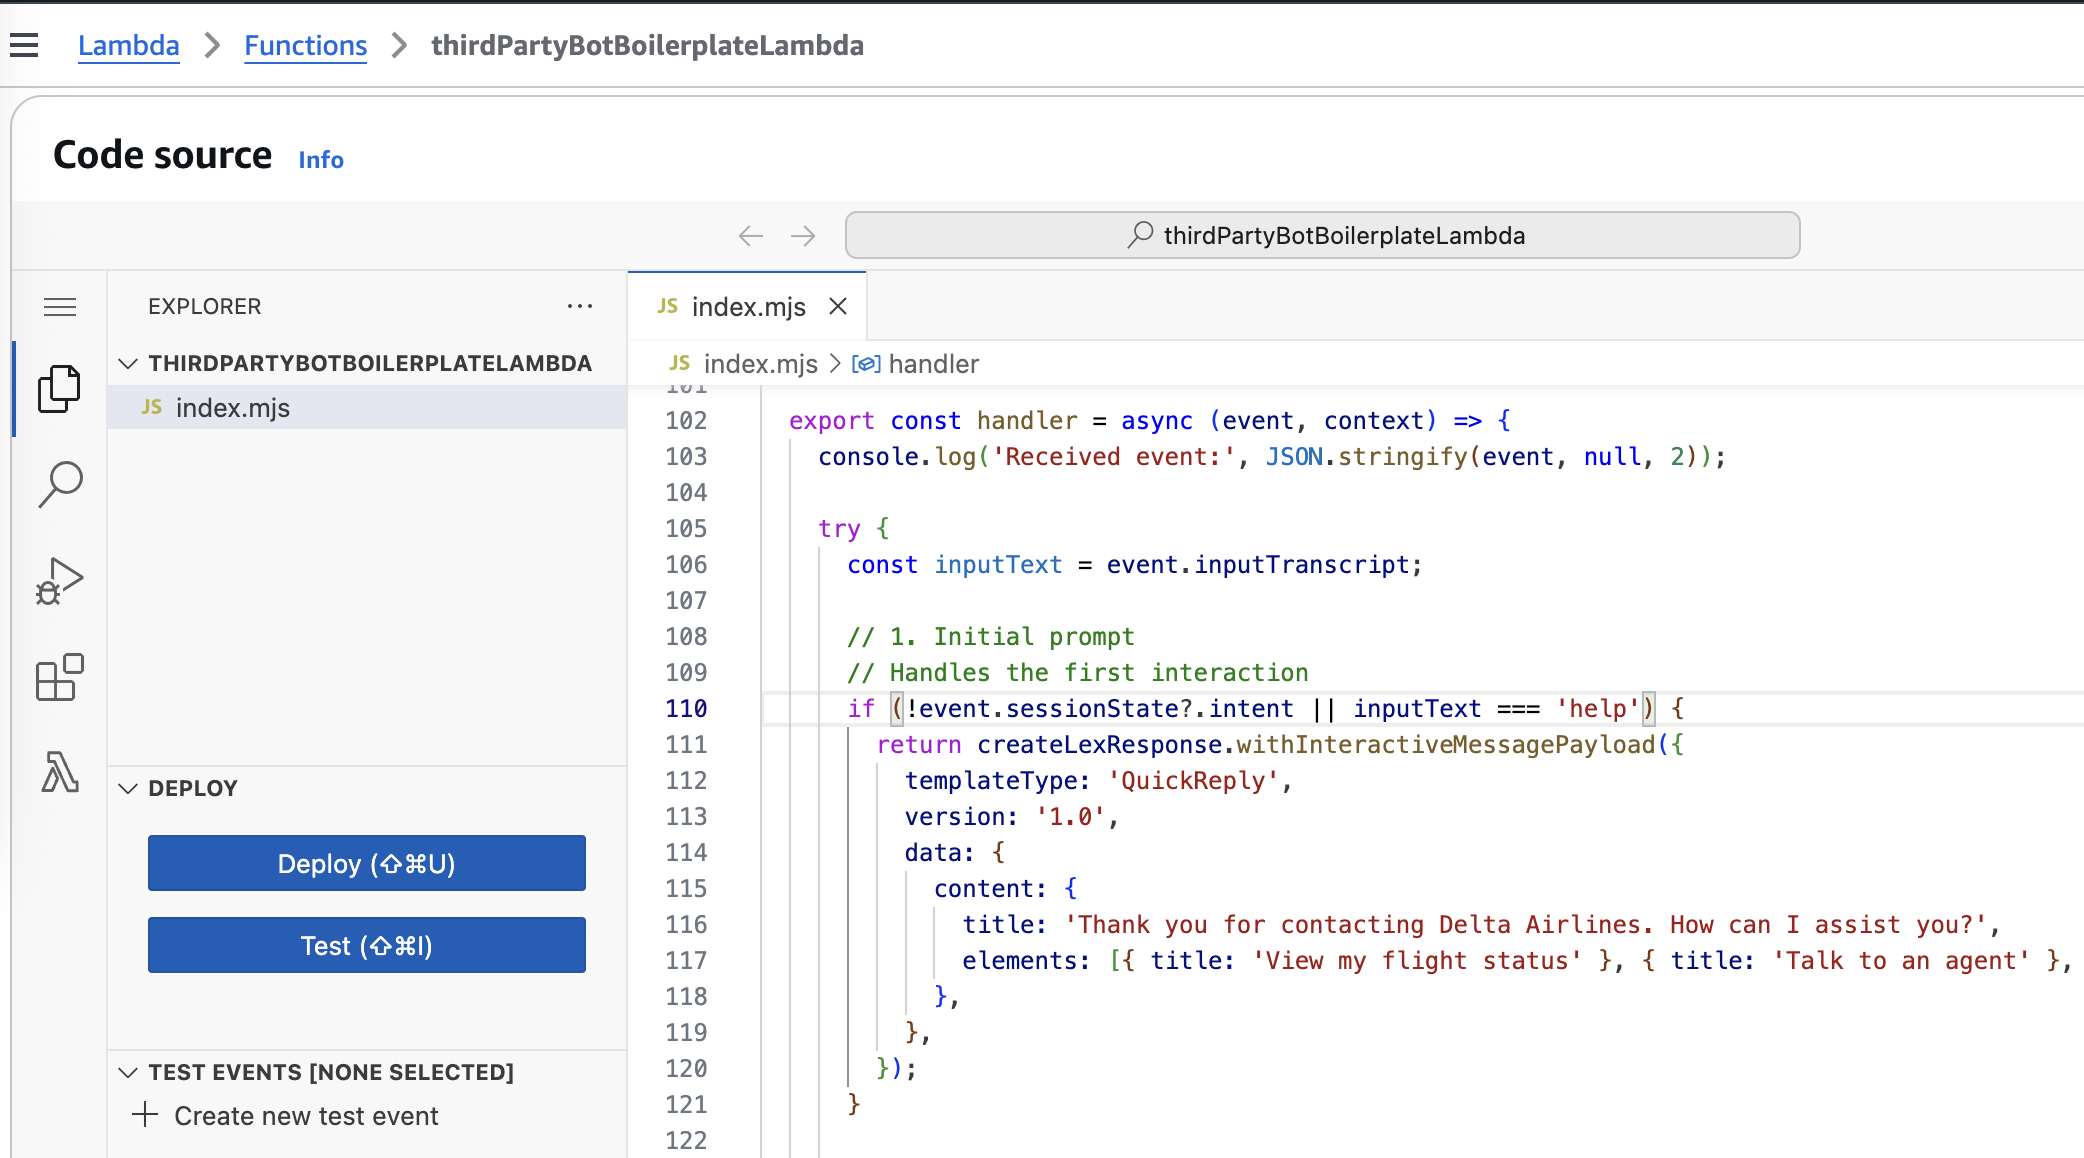 Lambda > Functions > thirdPartyBotBoilerplateLambda
Code source Info
thirdPartyBotBoilerplateLambda
EXPLORER ...
THIRDPARTYBOTBOILERPLATELAMBDA
JS index.mjs
DEPLOY
Deploy (⇧⌘U)
Test (⇧⌘I)
TEST EVENTS [NONE SELECTED]
+ Create new test event
JS index.mjs
JS index.mjs > handler
101
102 export const handler = async (event, context) => {
103 console.log('Received event:', JSON.stringify(event, null, 2));
104
105 try {
106 const inputText = event.inputTranscript;
107
108 // 1. Initial prompt
109 // Handles the first interaction
110 if (!event.sessionState?.intent || inputText === 'help') {
111 return createLexResponse.withInteractiveMessagePayload({
112 templateType: 'QuickReply',
113 version: '1.0',
114 data: {
115 content: {
116 title: 'Thank you for contacting Delta Airlines. How can I assist you?',
117 elements: [{ title: 'View my flight status' }, { title: 'Talk to an agent' },
118 },
119 },
120 });
121 }
122